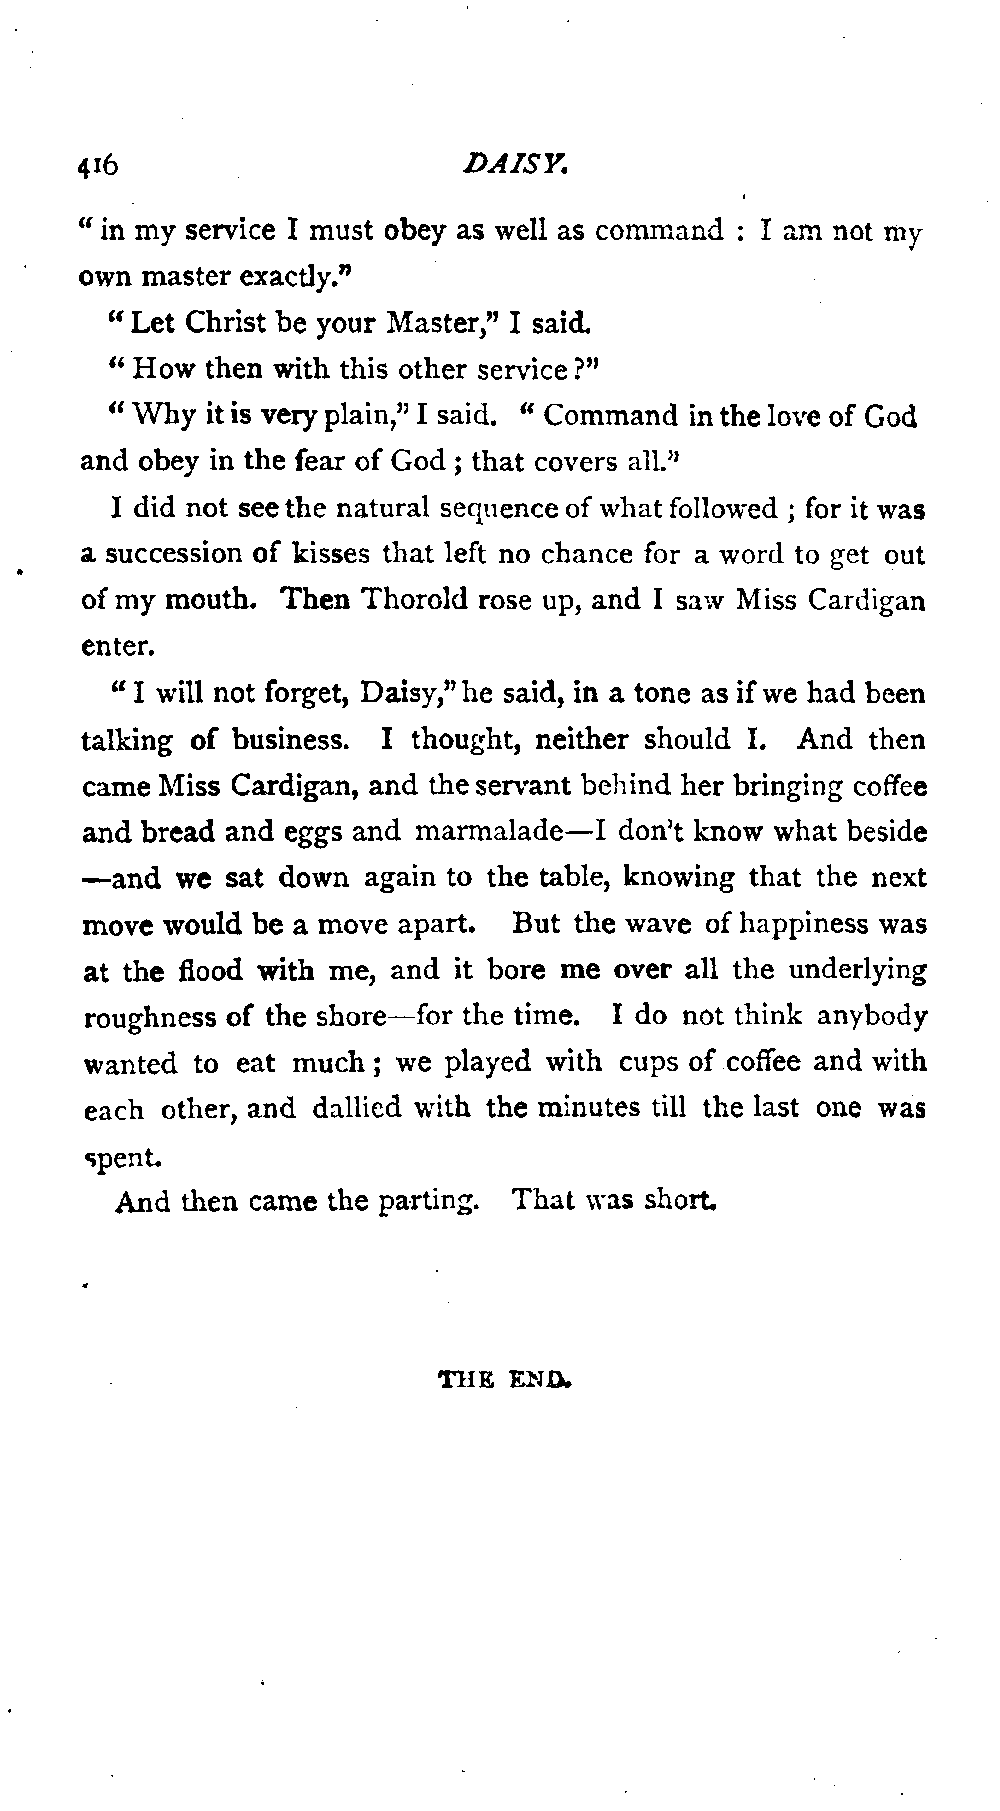 416 DAISY.
“ in my service I must obey as well as command : I am not my
own master exactly.”
“ Let Christ be your Master,” I said.
“ How then with this other service ?”
“ Why it is very plain,” I said. “ Command in the love of God
and obey in the fear of God ; that covers all.”
I did not see the natural sequence of what followed ; for it was
a succession of kisses that left no chance for a word to get out
of my mouth. Then Thorold rose up, and I saw Miss Cardigan
enter.
“ I will not forget, Daisy,” he said, in a tone as if we had been
talking of business. I thought, neither should I. And then
came Miss Cardigan, and the servant behind her bringing coffee
and bread and eggs and marmalade—I don’t know what beside
—and we sat down again to the table, knowing that the next
move would be a move apart. But the wave of happiness was
at the flood with me, and it bore me over all the underlying
roughness of the shore—for the time. I do not think anybody
wanted to eat much ; we played with cups of coffee and with
each other, and dallied with the minutes till the last one was
spent.
And then came the parting. That was short.
THE END.